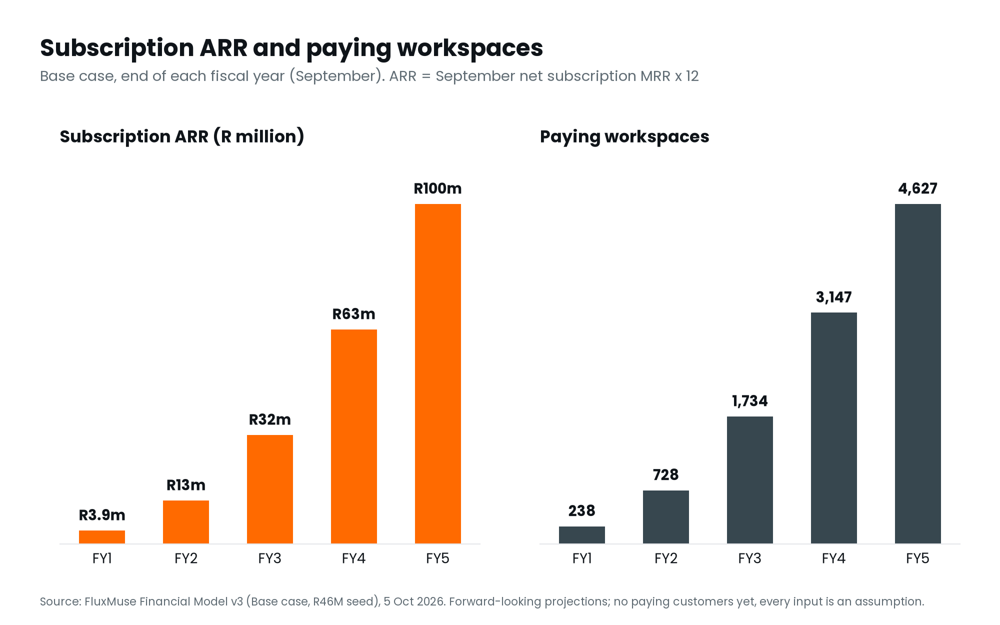 Subscription ARR and paying workspaces
Base case, end of each fiscal year (September). ARR = September net subscription MRR x 12
Subscription ARR (R million)
R3.9m
R13m
R32m
R63m
R100m
FY1
FY2
FY3
FY4
FY5
Paying workspaces
238
728
1,734
3,147
4,627
FY1
FY2
FY3
FY4
FY5
Source: FluxMuse Financial Model v3 (Base case, R46M seed), 5 Oct 2026. Forward-looking projections; no paying customers yet, every input is an assumption.